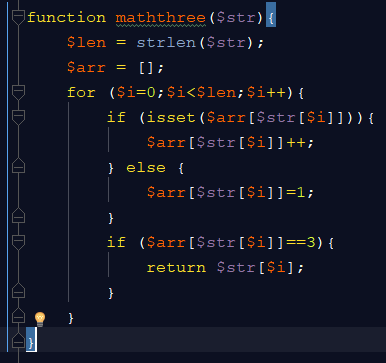 function maththree($str){
$len = strlen($str);
$arr = [];
for ($i=0;$i<$len;$i++){
if (isset($arr[$str[$i]])){
$arr[$str[$i]]++;
} else {
$arr[$str[$i]]=1;
}
if ($arr[$str[$i]]==3){
return $str[$i];
}
}
}